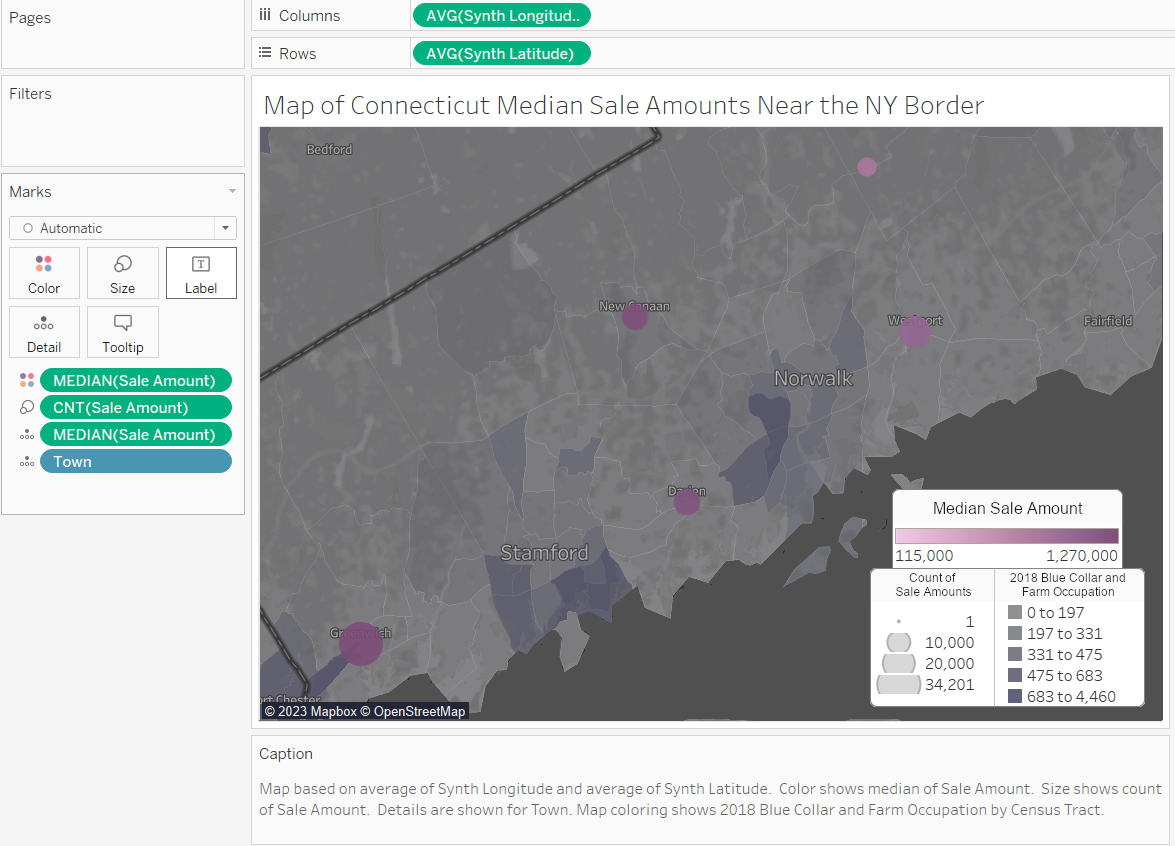 Pages
Columns
AVG(Synth Longitud..
Rows
AVG(Synth Latitude)
Filters
Marks
Automatic
Color
Size
T
Label
Detail
Tooltip
MEDIAN(Sale Amount)
CNT(Sale Amount)
MEDIAN(Sale Amount)
Town
Map of Connecticut Median Sale Amounts Near the NY Border
Bedford
New Canaan
Westport
Fairfield
Norwalk
Darien
Stamford
Greenwich
ort Chester
© 2023 Mapbox © OpenStreetMap
Median Sale Amount
115,000 1,270,000
Count of
Sale Amounts
1
10,000
20,000
34,201
2018 Blue Collar and
Farm Occupation
0 to 197
197 to 331
331 to 475
475 to 683
683 to 4,460
Caption
Map based on average of Synth Longitude and average of Synth Latitude. Color shows median of Sale Amount. Size shows count
of Sale Amount. Details are shown for Town. Map coloring shows 2018 Blue Collar and Farm Occupation by Census Tract.